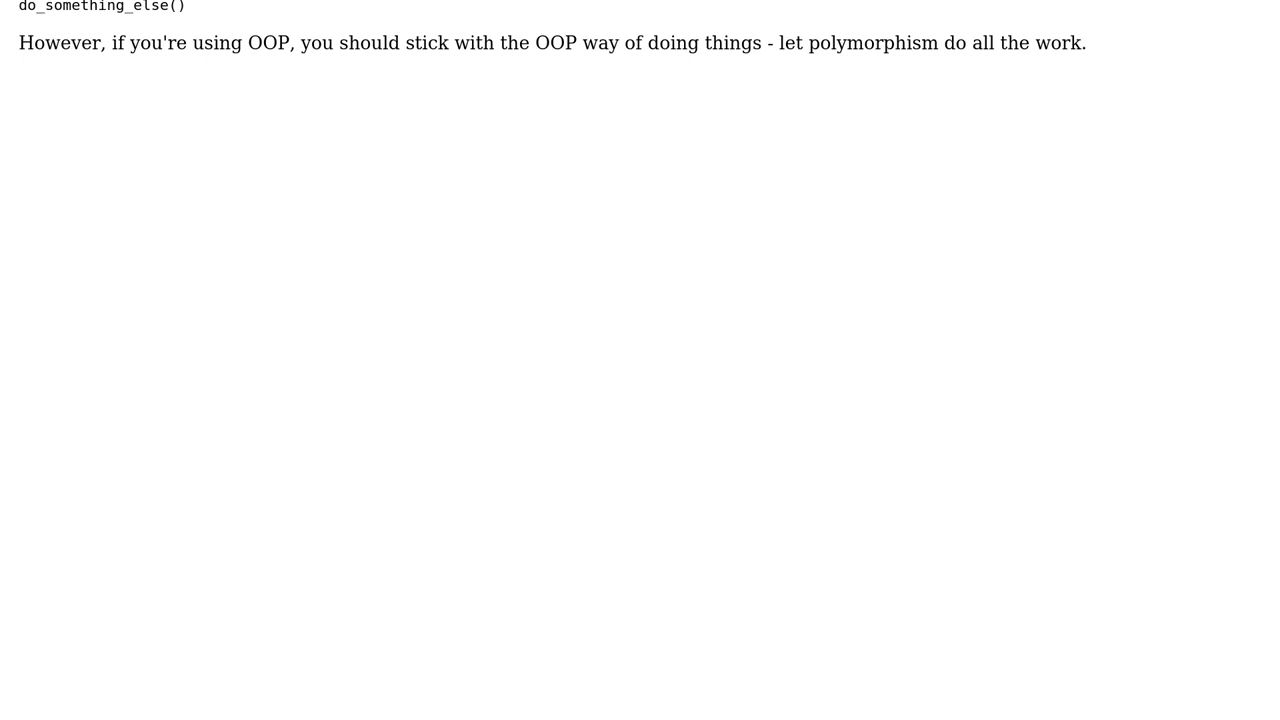 do_something_else()
However, if you're using OOP, you should stick with the OOP way of doing things - let polymorphism do all the work.